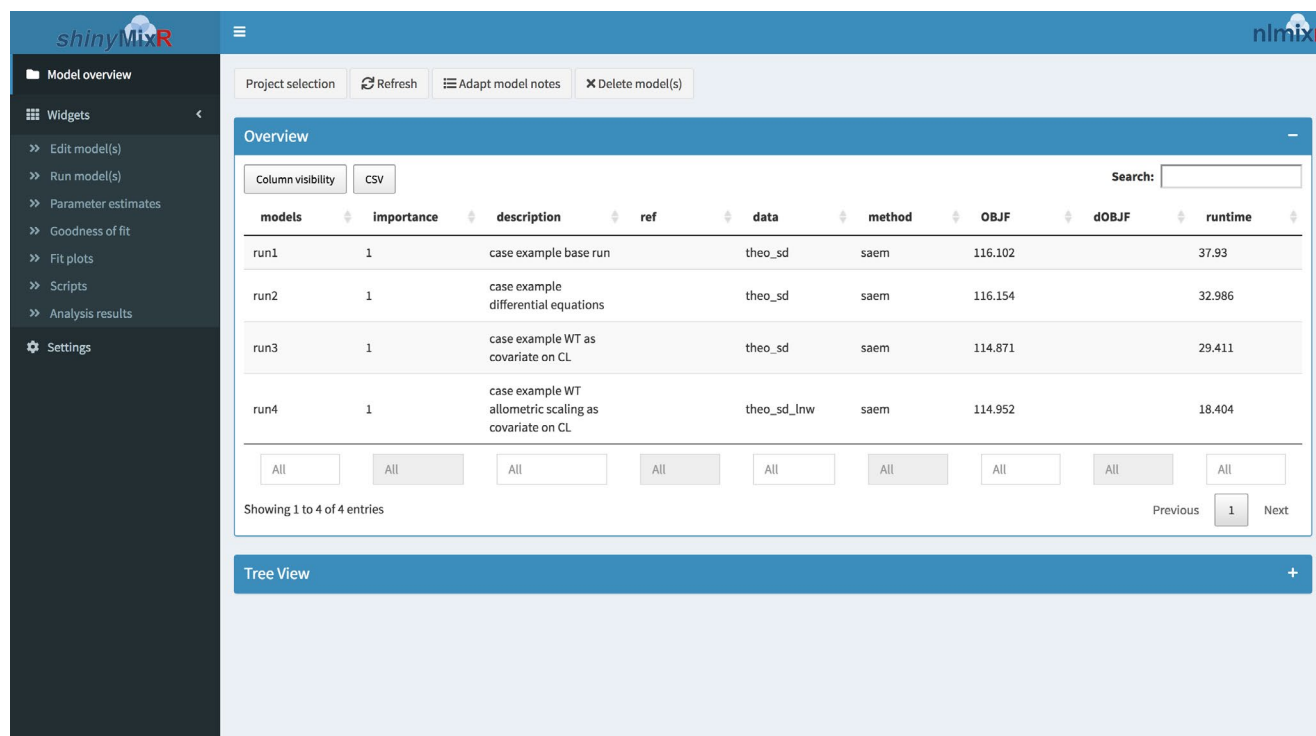 shinyMixR
nlmixr
Model overview
Widgets
Edit model(s)
Run model(s)
Parameter estimates
Goodness of fit
Fit plots
Scripts
Analysis results
Settings
Project selection Refresh Adapt model notes Delete model(s)
Overview
Column visibility CSV Search:
models importance description ref data method OBJF dOBJF runtime
run1 1 case example base run theo_sd saem 116.102 37.93
run2 1 case example differential equations theo_sd saem 116.154 32.986
run3 1 case example WT as covariate on CL theo_sd saem 114.871 29.411
run4 1 case example WT allometric scaling as covariate on CL theo_sd_lnw saem 114.952 18.404
All All All All All All All All All
Showing 1 to 4 of 4 entries Previous 1 Next
Tree View